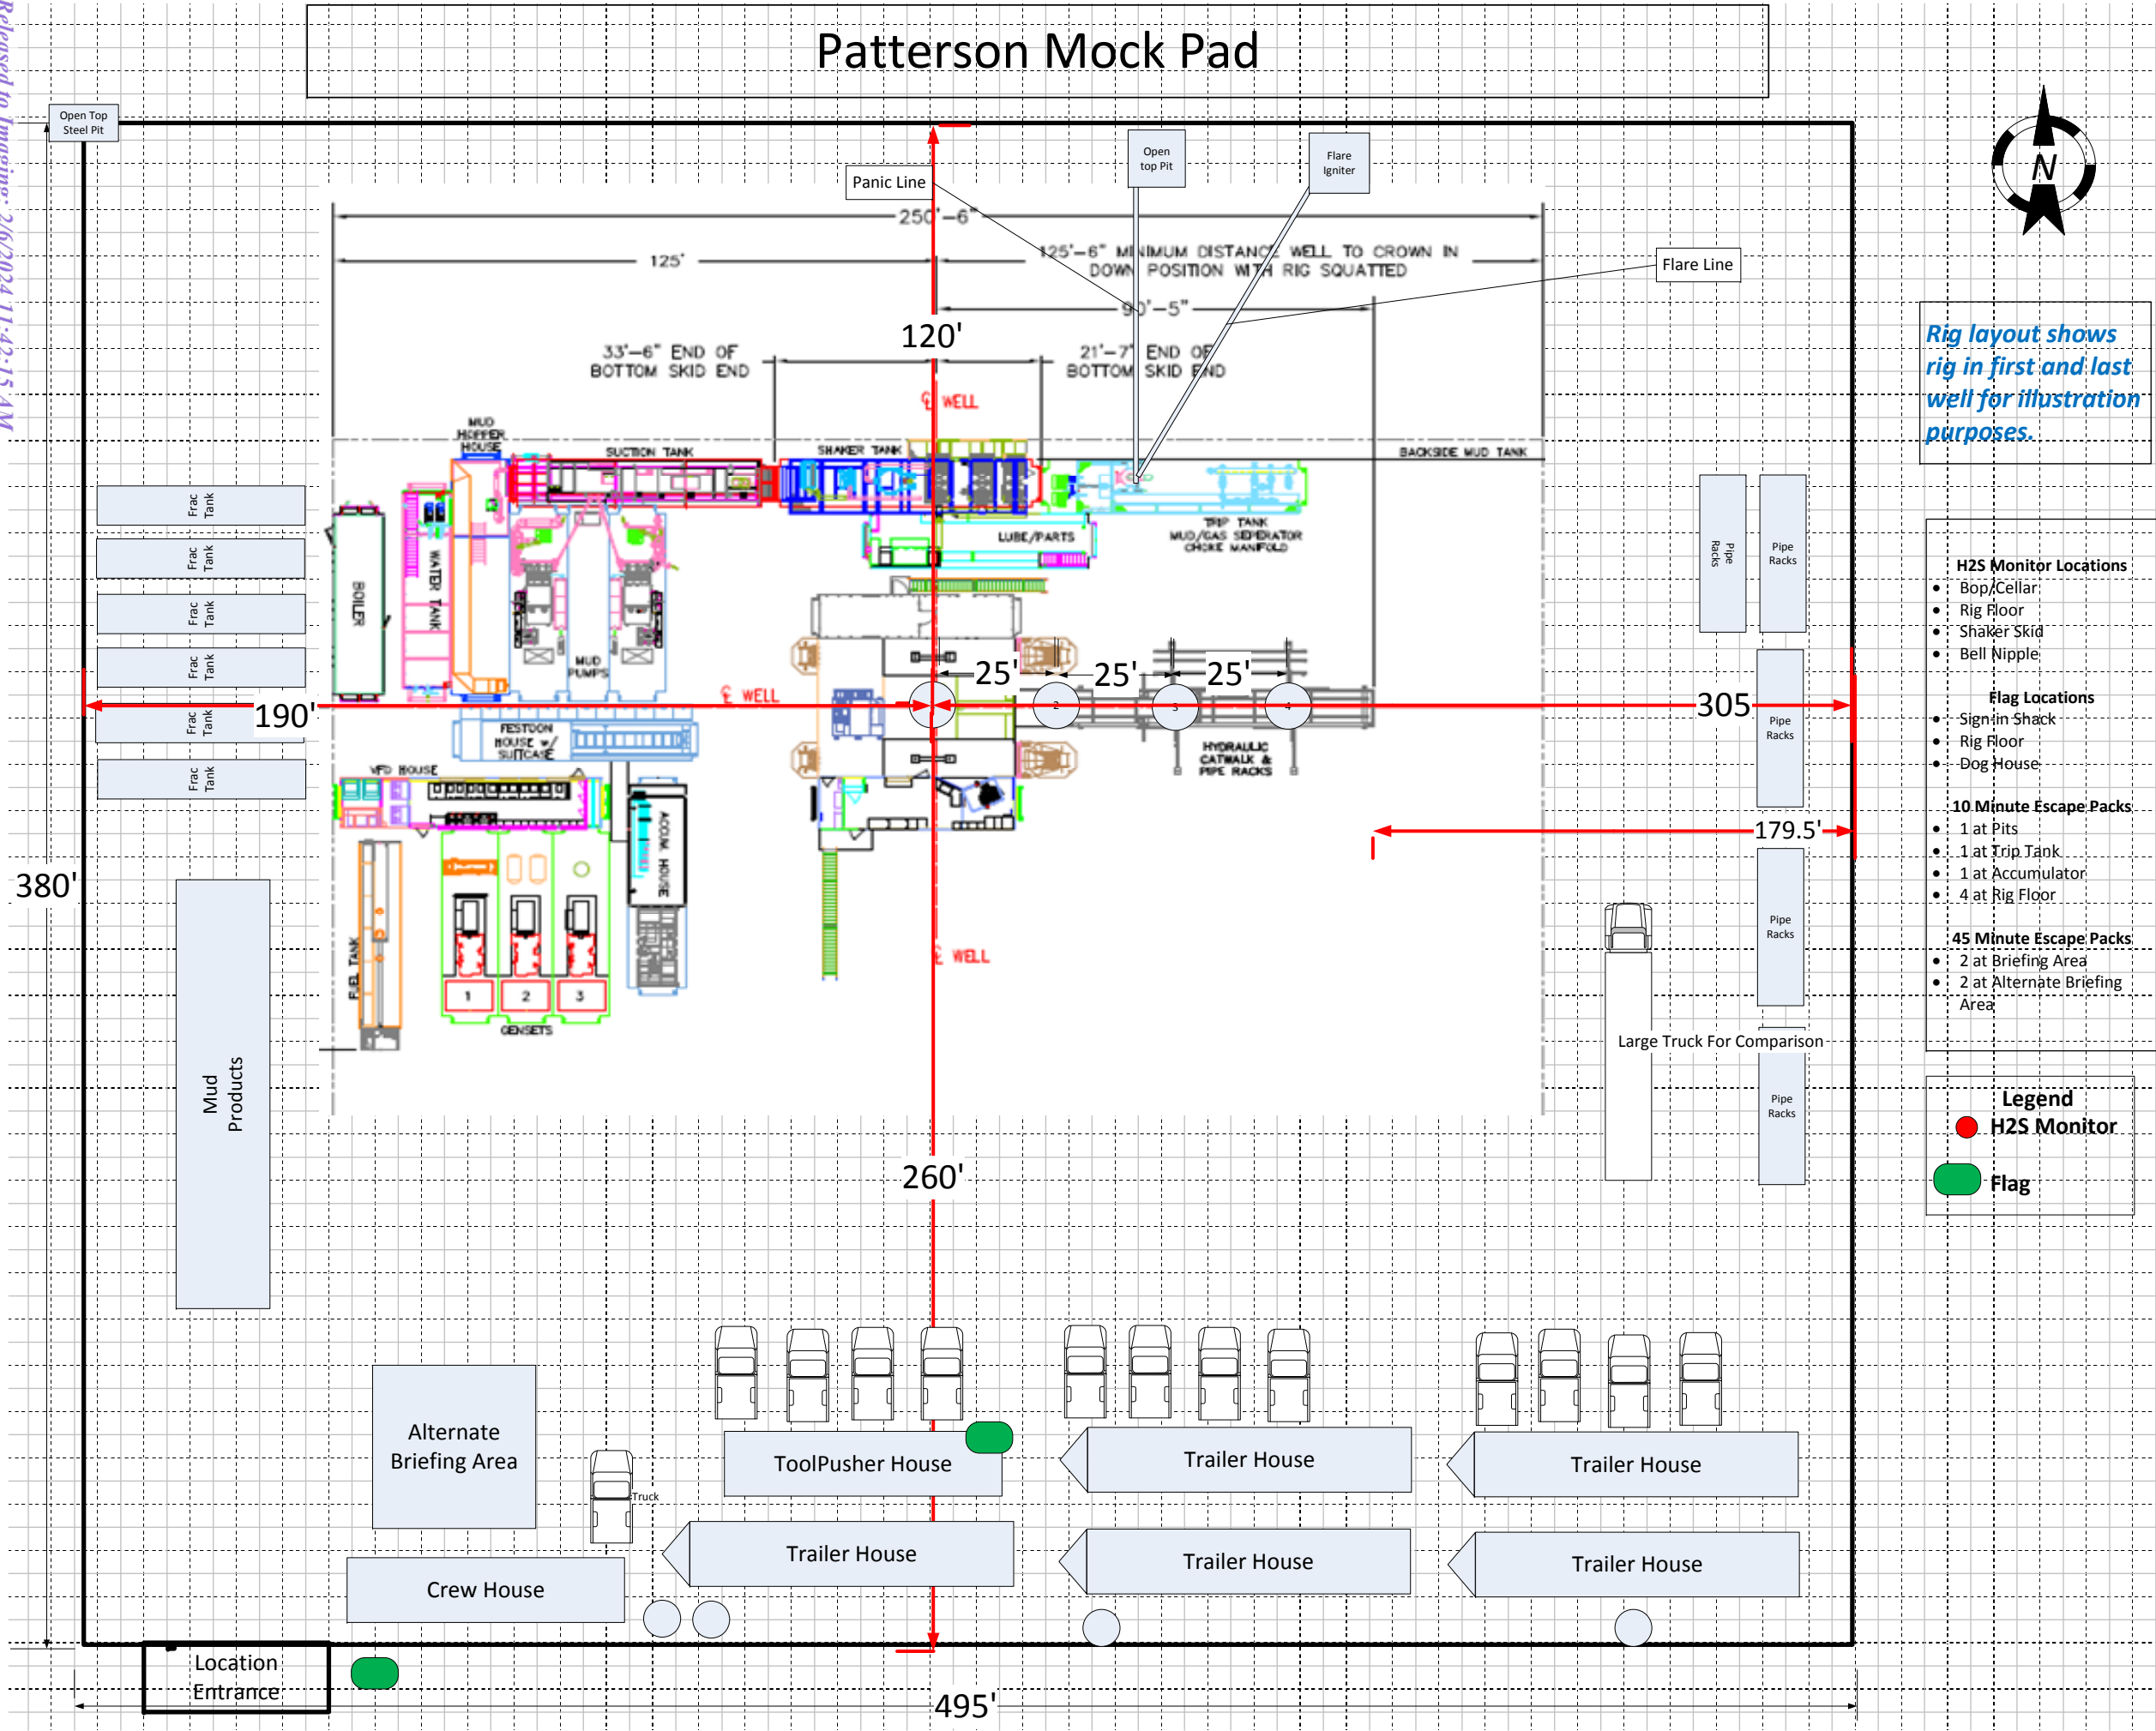 Released to Imaging: 2/6/2024 11:42:15 AM
Patterson Mock Pad
Open Top
Steel Pit
Panic Line
Open
top Pit
Flare
Igniter
N
250'-6"
125'
125'-6" MINIMUM DISTANCE WELL TO CROWN IN
DOWN POSITION WITH RIG SQUATTED
Flare Line
90'-5"
120'
33'-6" END OF
BOTTOM SKID END
21'-7" END OF
BOTTOM SKID END
Rig layout shows
rig in first and last
well for illustration
purposes.
℄ WELL
MUD
HOPPER
HOUSE
SUCTION TANK
SHAKER TANK
BACKSIDE MUD TANK
Frac
Tank
Frac
Tank
Frac
Tank
Frac
Tank
Frac
Tank
Frac
Tank
BOILER
WATER TANK
MUD
PUMPS
LUBE/PARTS
TRIP TANK
MUD/GAS SEPERATOR
CHOKE MANIFOLD
Pipe
Racks
Pipe
Racks
H2S Monitor Locations
• Bop/Cellar
• Rig Floor
• Shaker Skid
• Bell Nipple
Flag Locations
• Sign in Shack
• Rig Floor
• Dog House
10 Minute Escape Packs
• 1 at Pits
• 1 at Trip Tank
• 1 at Accumulator
• 4 at Rig Floor
45 Minute Escape Packs
• 2 at Briefing Area
• 2 at Alternate Briefing
Area
25'
25'
25'
℄ WELL
2
3
4
190'
305
Pipe
Racks
FESTOON
HOUSE w/
SUITCASE
HYDRAULIC
CATWALK &
PIPE RACKS
VFD HOUSE
ACCUM. HOUSE
179.5'
380'
Pipe
Racks
FUEL TANK
℄ WELL
1
2
3
GENSETS
Large Truck For Comparison
Pipe
Racks
Mud
Products
Legend
H2S Monitor
Flag
260'
Alternate
Briefing Area
Truck
ToolPusher House
Trailer House
Trailer House
Trailer House
Trailer House
Trailer House
Crew House
Location
Entrance
495'